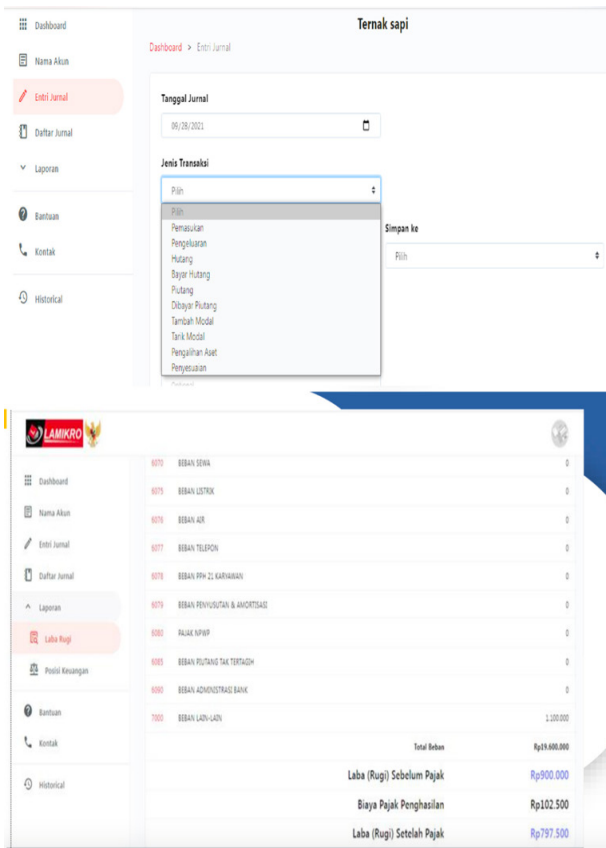 Dashboard
Nama Akun
Entri Jurnal
Daftar Jurnal
Laporan
Bantuan
Kontak
Historical
Ternak sapi
Dashboard > Entri Jurnal
Tanggal Jurnal
09/28/2021
Jenis Transaksi
Pilih
Pilih
Pemasukan
Pengeluaran
Hutang
Bayar Hutang
Piutang
Dibayar Piutang
Tambah Modal
Tarik Modal
Pengalihan Aset
Penyesuaian
Simpan ke
Pilih
LAMIKRO
Dashboard
Nama Akun
Entri Jurnal
Daftar Jurnal
Laporan
Laba Rugi
Posisi Keuangan
Bantuan
Kontak
Historical
6070 BEBAN SEWA 0
6075 BEBAN LISTRIK 0
6076 BEBAN AIR 0
6077 BEBAN TELEPON 0
6078 BEBAN PPH 21 KARYAWAN 0
6079 BEBAN PENYUSUTAN & AMORTISASI 0
6080 PAJAK NPWP 0
6085 BEBAN PIUTANG TAK TERTAGIH 0
6090 BEBAN ADMINISTRASI BANK 0
7000 BEBAN LAIN-LAIN 1.100.000
Total Beban Rp19.600.000
Laba (Rugi) Sebelum Pajak Rp900.000
Biaya Pajak Penghasilan Rp102.500
Laba (Rugi) Setelah Pajak Rp797.500